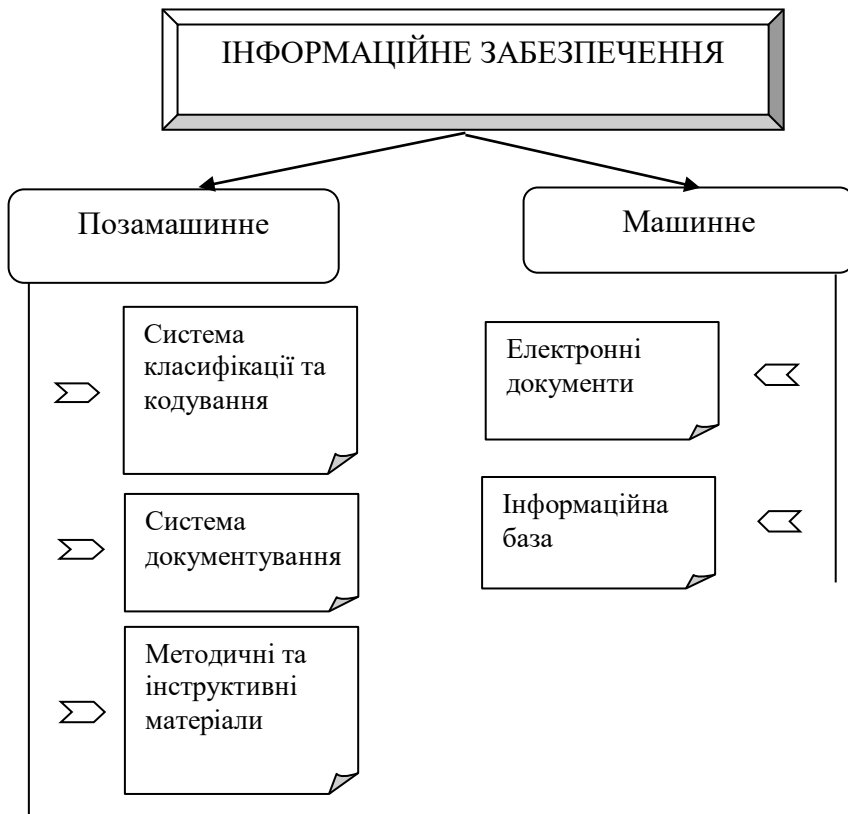 ІНФОРМАЦІЙНЕ ЗАБЕЗПЕЧЕННЯ
Позамашинне
Система
класифікації та
кодування
Система
документування
Методичні та
інструктивні
матеріали
Машинне
Електронні
документи
Інформаційна
база